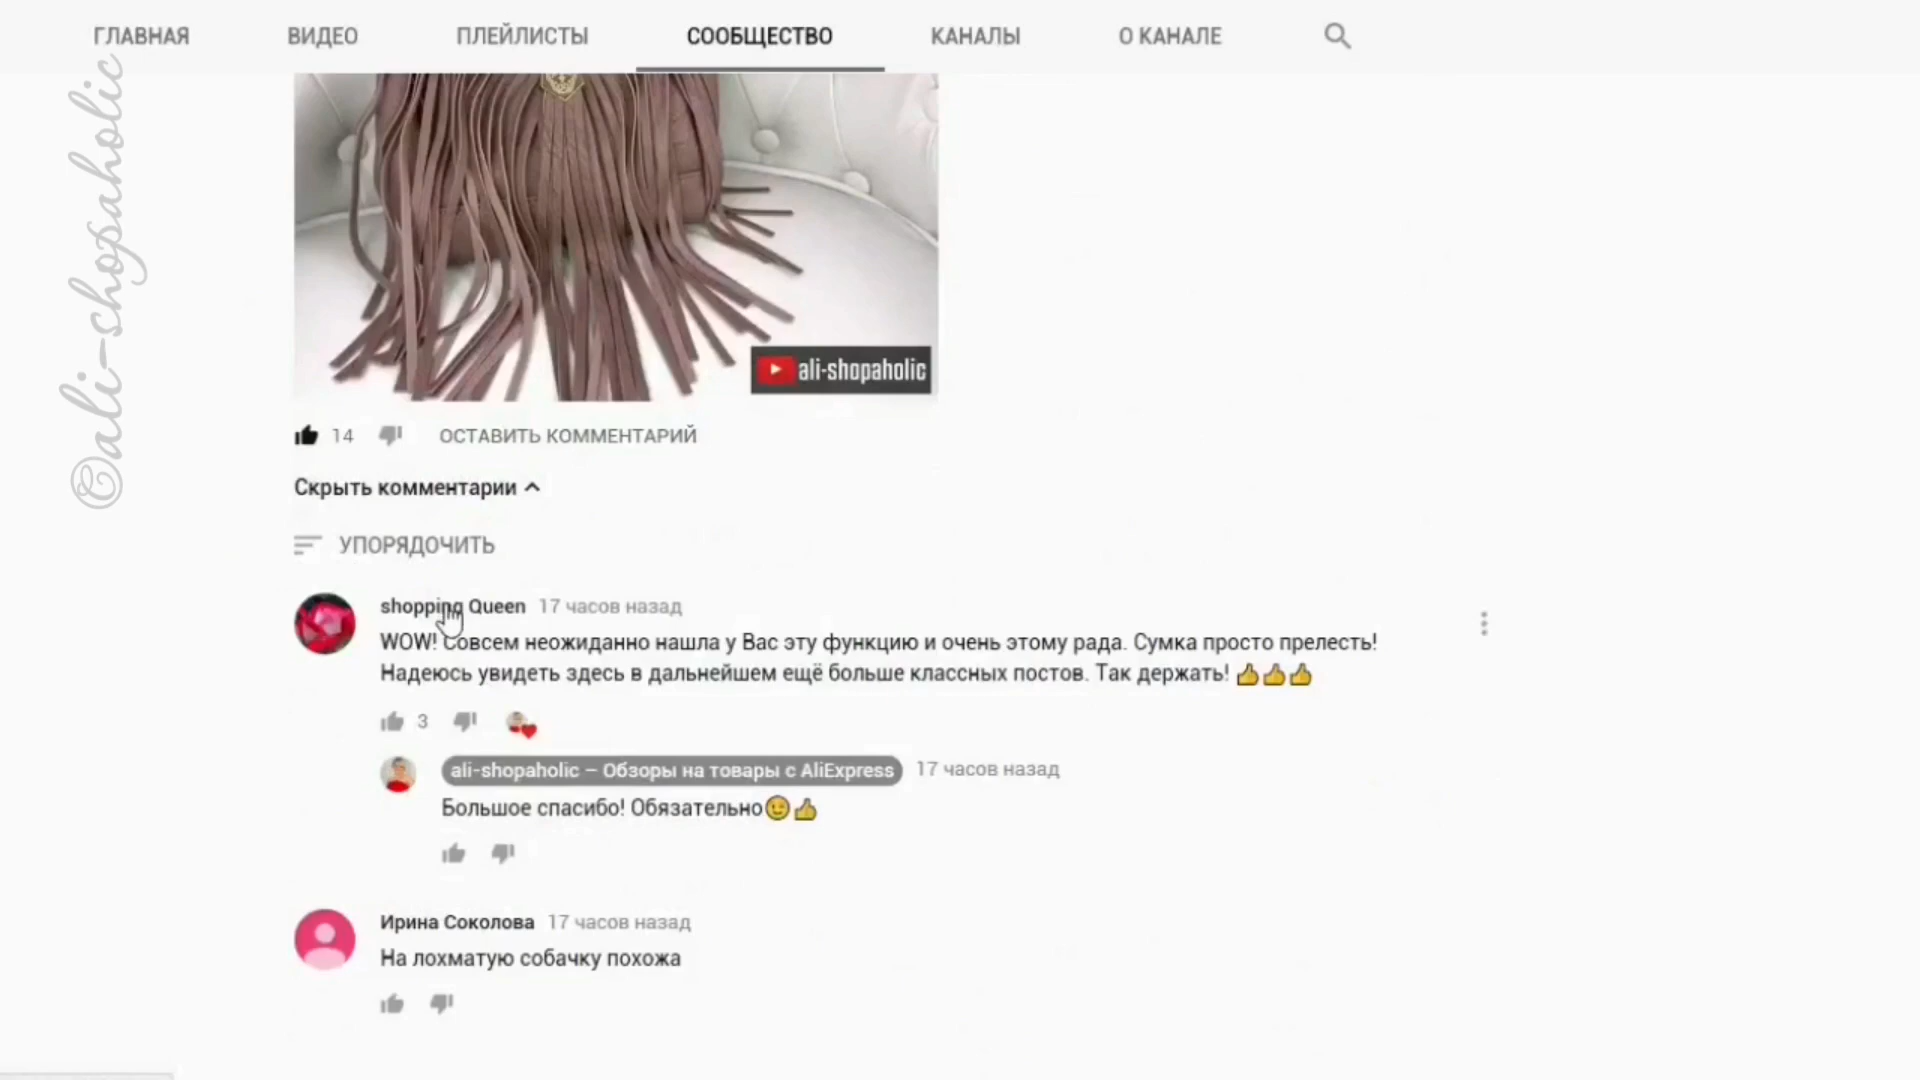 ГЛАВНАЯ ВИДЕО ПЛЕЙЛИСТЫ СООБЩЕСТВО КАНАЛЫ О КАНАЛЕ
@ali-shopaholic
ali-shopaholic
14 ОСТАВИТЬ КОММЕНТАРИЙ
Скрыть комментарии
УПОРЯДОЧИТЬ
shopping Queen 17 часов назад
WOW! Совсем неожиданно нашла у Вас эту функцию и очень этому рада. Сумка просто прелесть!
Надеюсь увидеть здесь в дальнейшем ещё больше классных постов. Так держать! 👍👍👍
3
ali-shopaholic – Обзоры на товары с AliExpress 17 часов назад
Большое спасибо! Обязательно😉👍
Ирина Соколова 17 часов назад
На лохматую собачку похожа